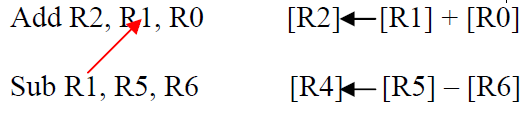 Add R2, R1, R0 [R2]←[R1] + [R0]
Sub R1, R5, R6 [R4]←[R5] – [R6]